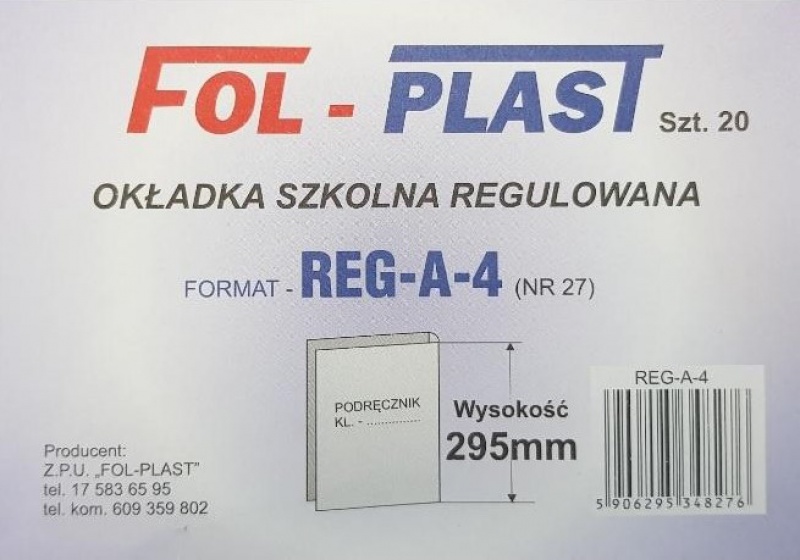 FOL - PLAST Szt. 20
OKŁADKA SZKOLNA REGULOWANA
FORMAT - REG-A-4 (NR 27)
PODRĘCZNIK
KL. - ..............
Wysokość
295mm
REG-A-4
5 906295 348276
Producent:
Z.P.U. „FOL-PLAST”
tel. 17 583 65 95
tel. kom. 609 359 802